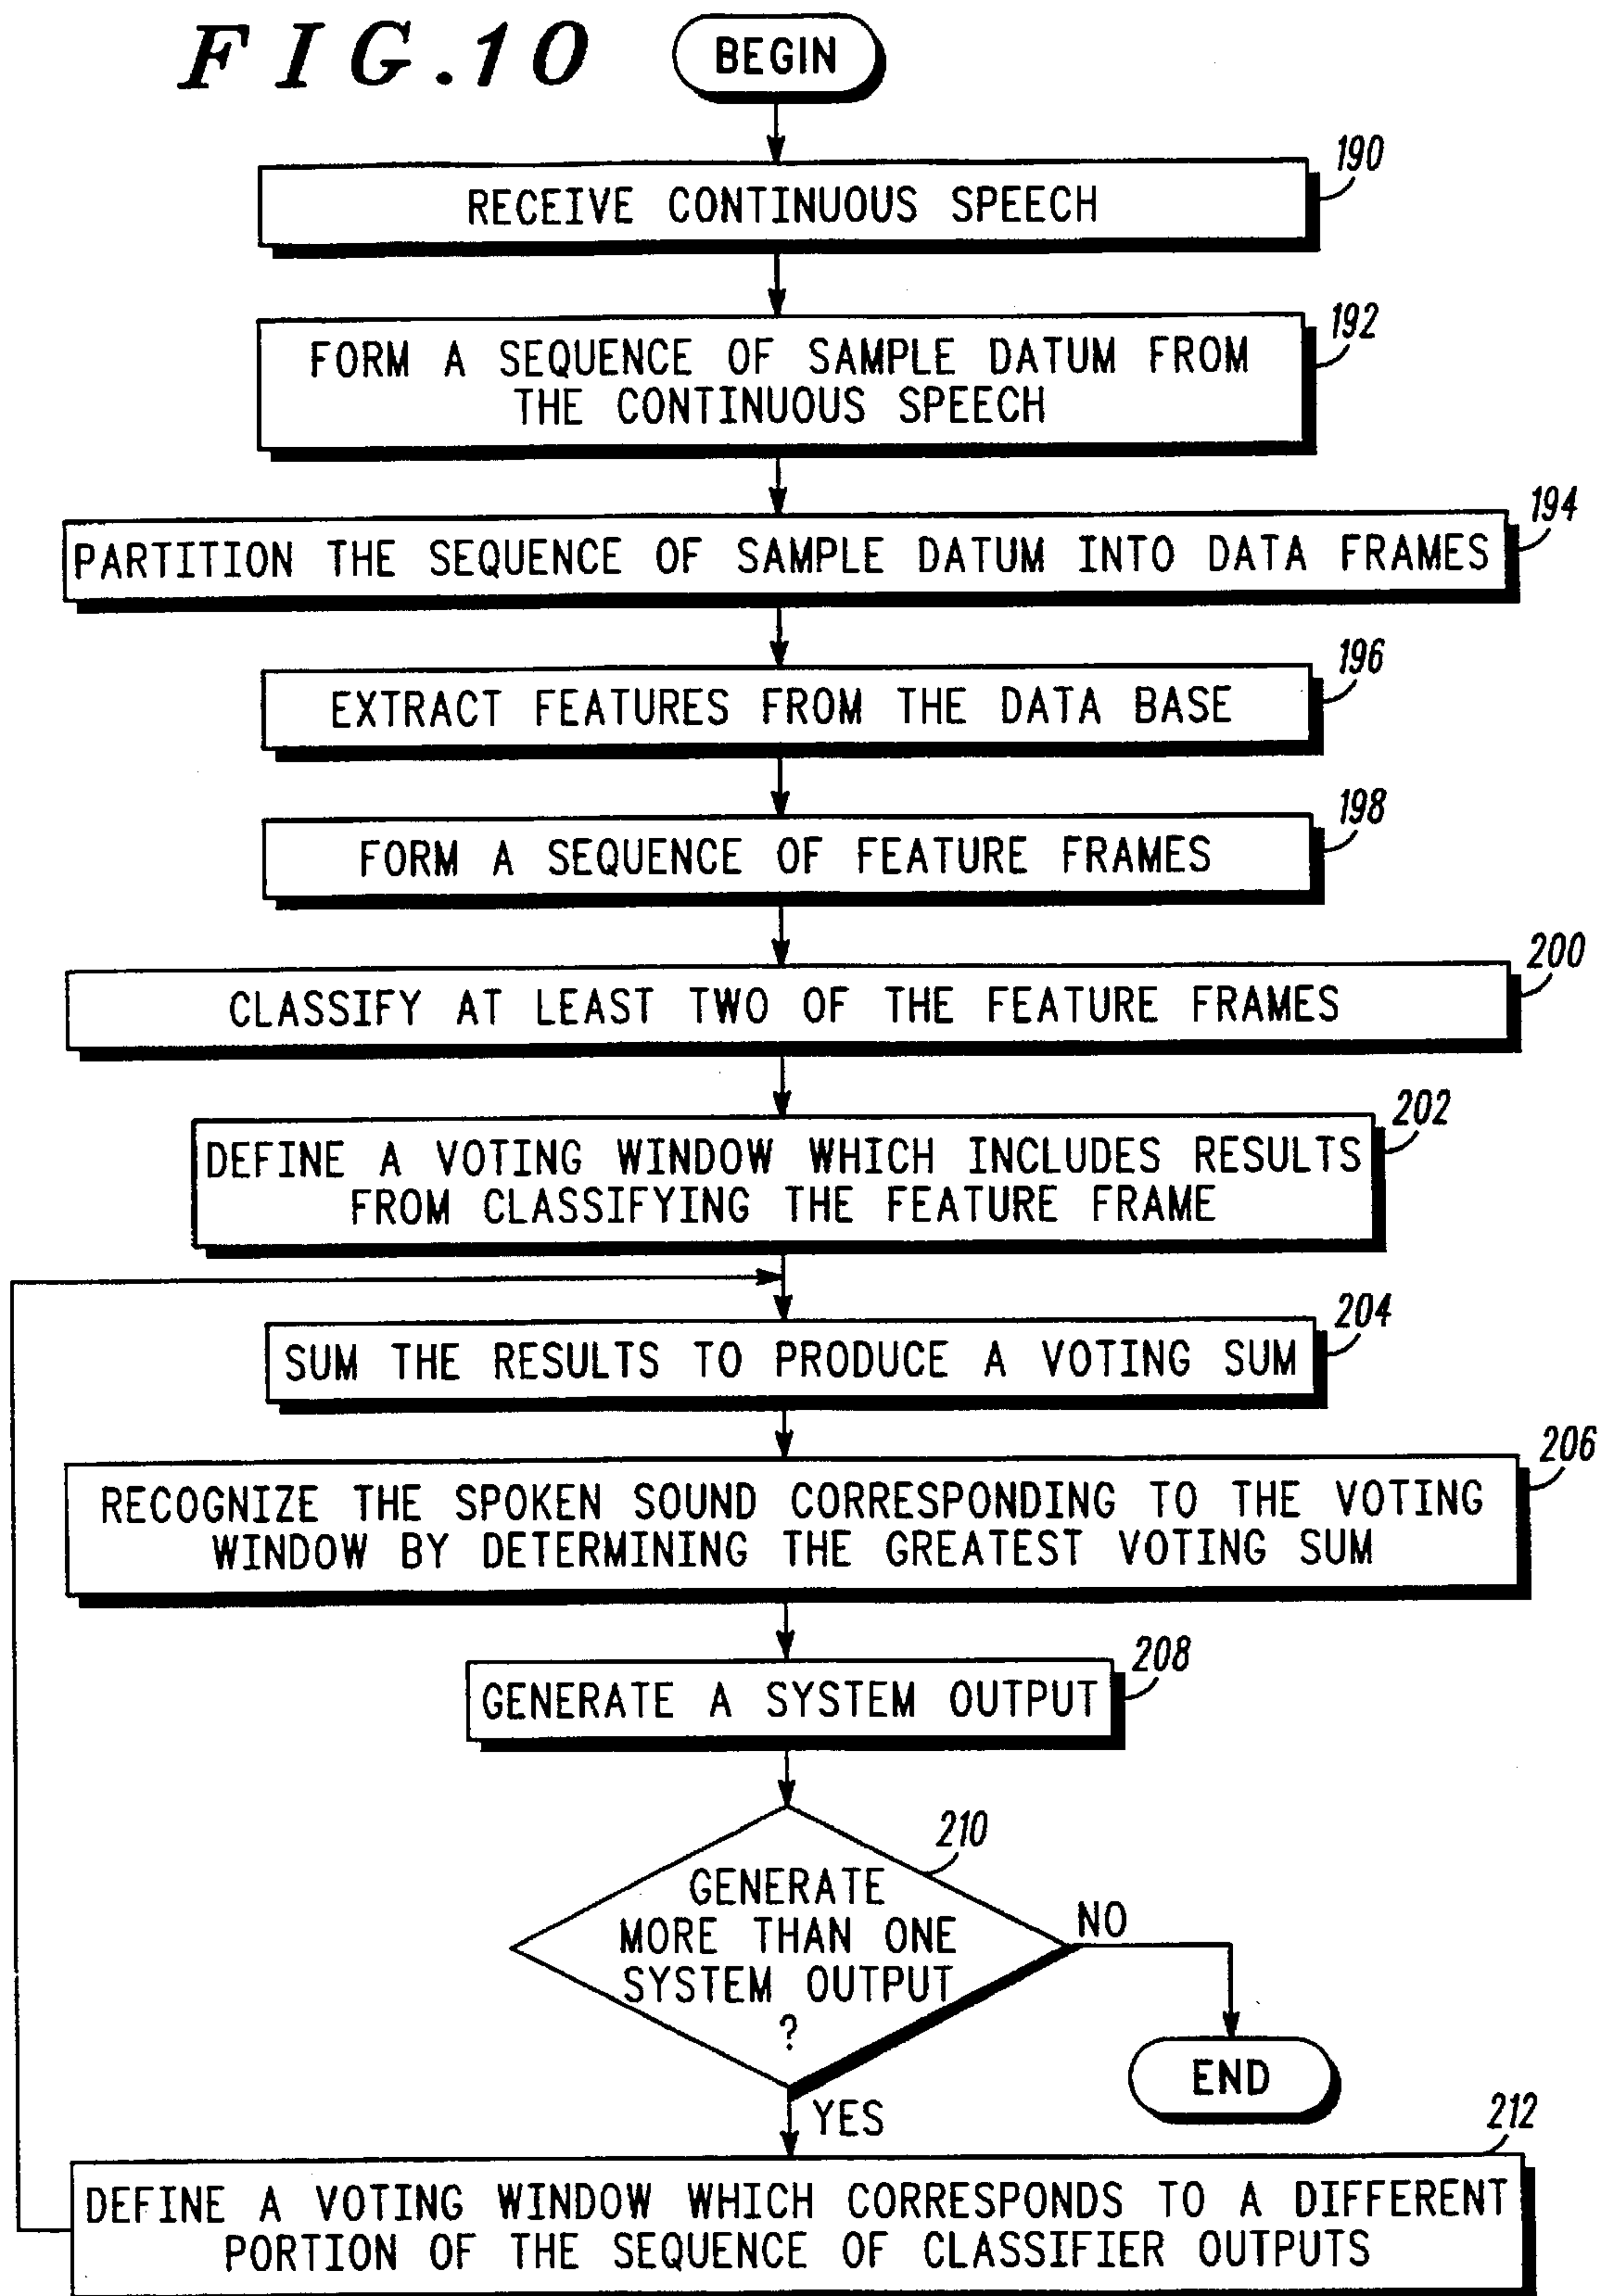 FIG.10
BEGIN
190
RECEIVE CONTINUOUS SPEECH
192
FORM A SEQUENCE OF SAMPLE DATUM FROM
THE CONTINUOUS SPEECH
194
PARTITION THE SEQUENCE OF SAMPLE DATUM INTO DATA FRAMES
196
EXTRACT FEATURES FROM THE DATA BASE
198
FORM A SEQUENCE OF FEATURE FRAMES
200
CLASSIFY AT LEAST TWO OF THE FEATURE FRAMES
202
DEFINE A VOTING WINDOW WHICH INCLUDES RESULTS
FROM CLASSIFYING THE FEATURE FRAME
204
SUM THE RESULTS TO PRODUCE A VOTING SUM
206
RECOGNIZE THE SPOKEN SOUND CORRESPONDING TO THE VOTING
WINDOW BY DETERMINING THE GREATEST VOTING SUM
208
GENERATE A SYSTEM OUTPUT
210
GENERATE
MORE THAN ONE
SYSTEM OUTPUT
?
NO
END
YES
212
DEFINE A VOTING WINDOW WHICH CORRESPONDS TO A DIFFERENT
PORTION OF THE SEQUENCE OF CLASSIFIER OUTPUTS